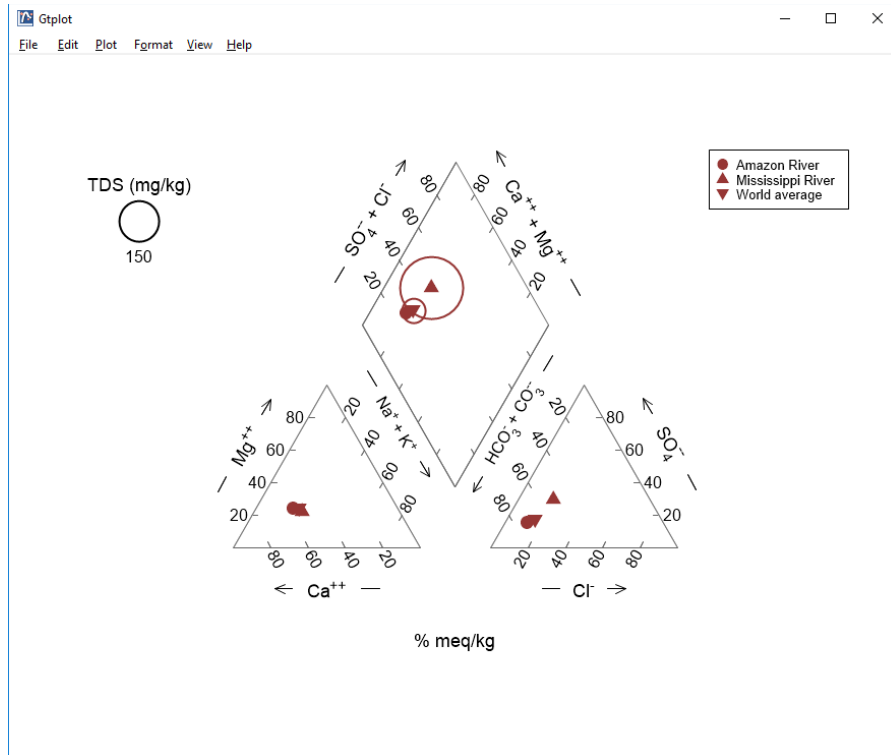 Gtplot
File Edit Plot Format View Help
TDS (mg/kg)
150
Amazon River
Mississippi River
World average
— SO₄⁻⁻ + Cl⁻ →
← Ca⁺⁺ + Mg⁺⁺ —
80
60
40
20
80
60
40
20
— Mg⁺⁺ →
— Na⁺ + K⁺ →
← HCO₃⁻ + CO₃⁻ —
← SO₄⁻⁻ —
80
60
40
20
20
40
60
80
80
60
40
20
20
40
60
80
80
60
40
20
20
40
60
80
← Ca⁺⁺ —
— Cl⁻ →
% meq/kg